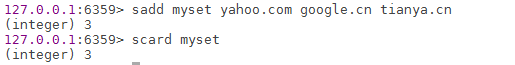 127.0.0.1:6359> sadd myset yahoo.com google.cn tianya.cn
(integer) 3
127.0.0.1:6359> scard myset
(integer) 3